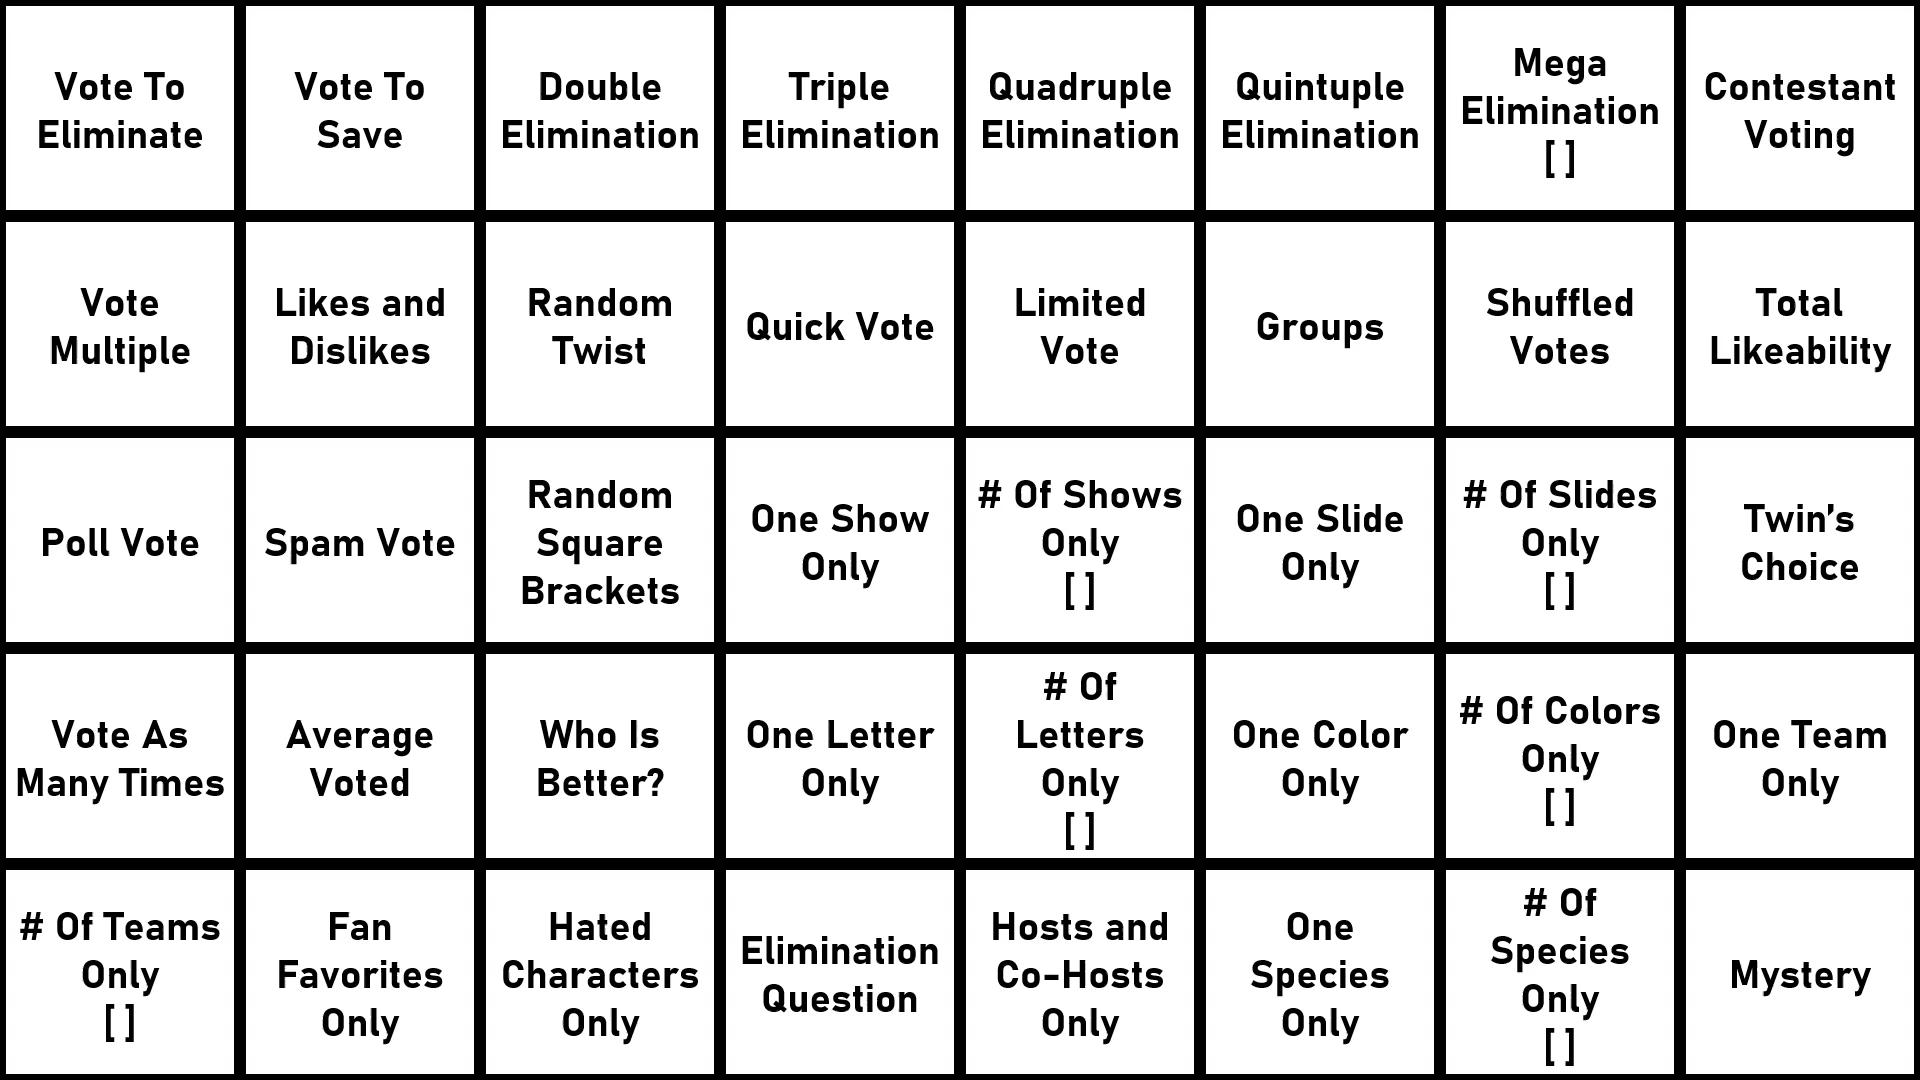 Vote To
Eliminate
Vote To
Save
Double
Elimination
Triple
Elimination
Quadruple
Elimination
Quintuple
Elimination
Mega
Elimination
[ ]
Contestant
Voting
Vote
Multiple
Likes and
Dislikes
Random
Twist
Quick Vote
Limited
Vote
Groups
Shuffled
Votes
Total
Likeability
Poll Vote
Spam Vote
Random
Square
Brackets
One Show
Only
# Of Shows
Only
[ ]
One Slide
Only
# Of Slides
Only
[ ]
Twin’s
Choice
Vote As
Many Times
Average
Voted
Who Is
Better?
One Letter
Only
# Of
Letters
Only
[ ]
One Color
Only
# Of Colors
Only
[ ]
One Team
Only
# Of Teams
Only
[ ]
Fan
Favorites
Only
Hated
Characters
Only
Elimination
Question
Hosts and
Co-Hosts
Only
One
Species
Only
# Of
Species
Only
[ ]
Mystery